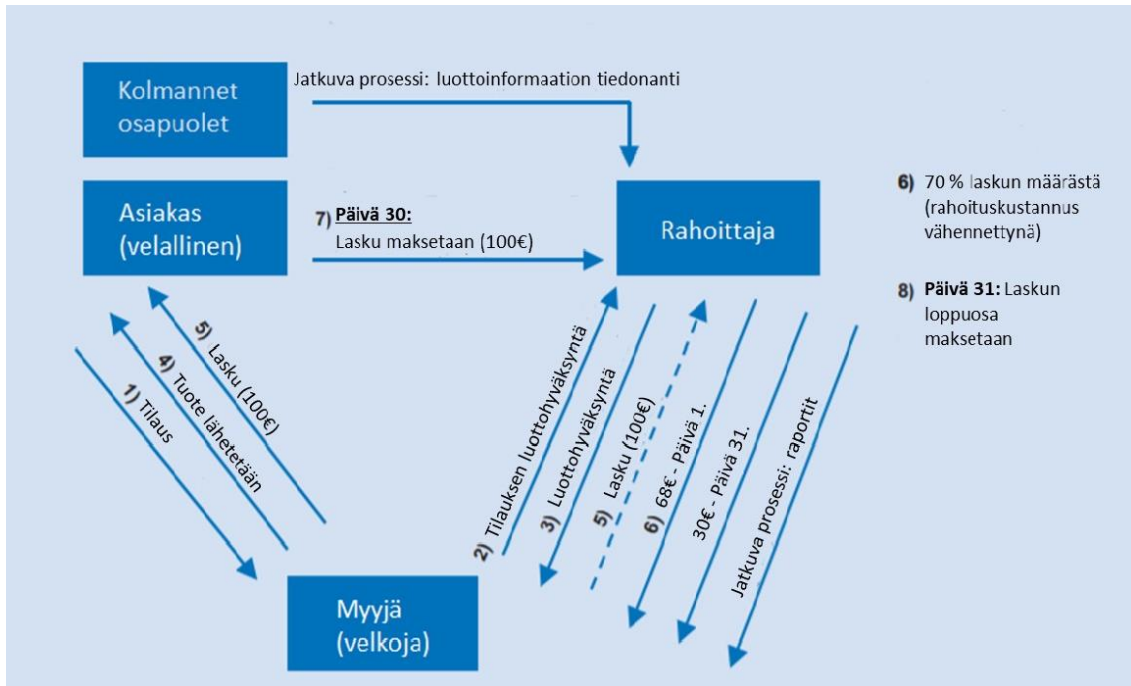 Kolmannet
osapuolet
Jatkuva prosessi: luottoinformaation tiedonanti
Asiakas
(velallinen)
7) Päivä 30:
Lasku maksetaan (100€)
Rahoittaja
6) 70 % laskun määrästä
(rahoituskustannus
vähennettynä)
8) Päivä 31: Laskun
loppuosa
maksetaan
1) Tilaus
4) Tuote lähetetään
5) Lasku (100€)
2) Tilauksen luottohyväksyntä
3) Luottohyväksyntä
5) Lasku (100€)
6) 68€ - Päivä 1.
30€ - Päivä 31.
Jatkuva prosessi: raportit
Myyjä
(velkoja)